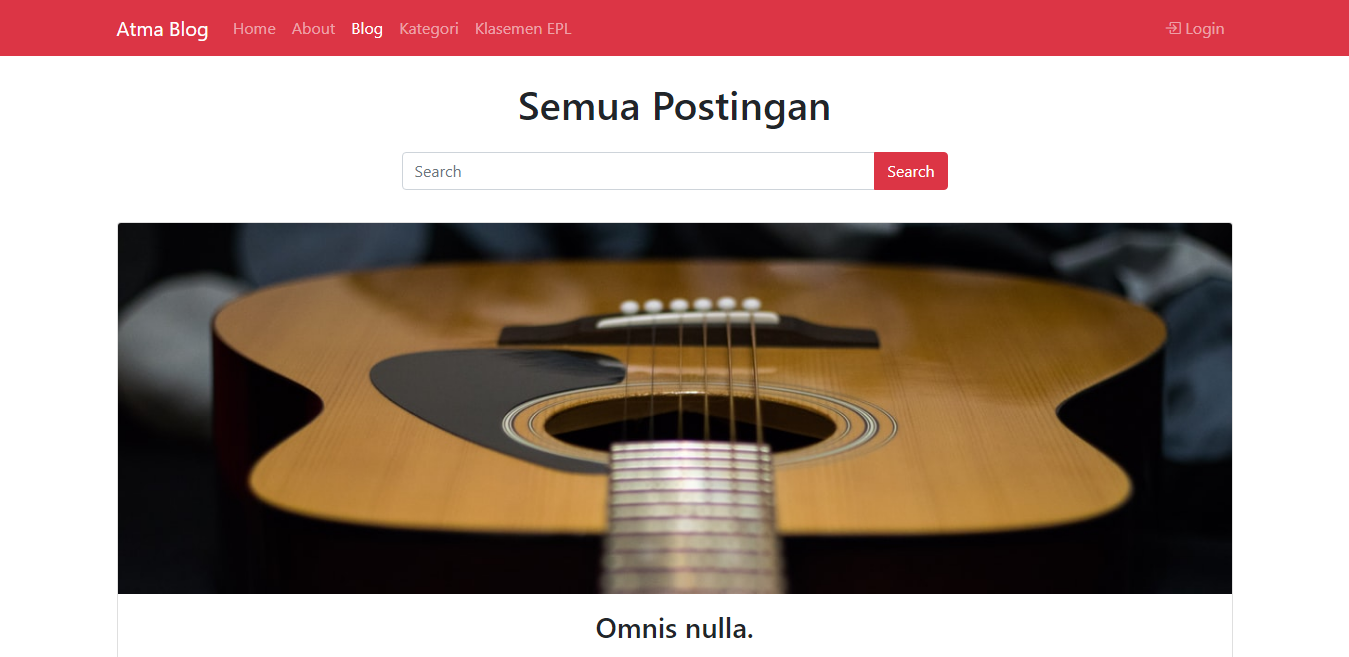 Atma Blog Home About Blog Kategori Klasemen EPL Login
Semua Postingan
Search Search
Omnis nulla.